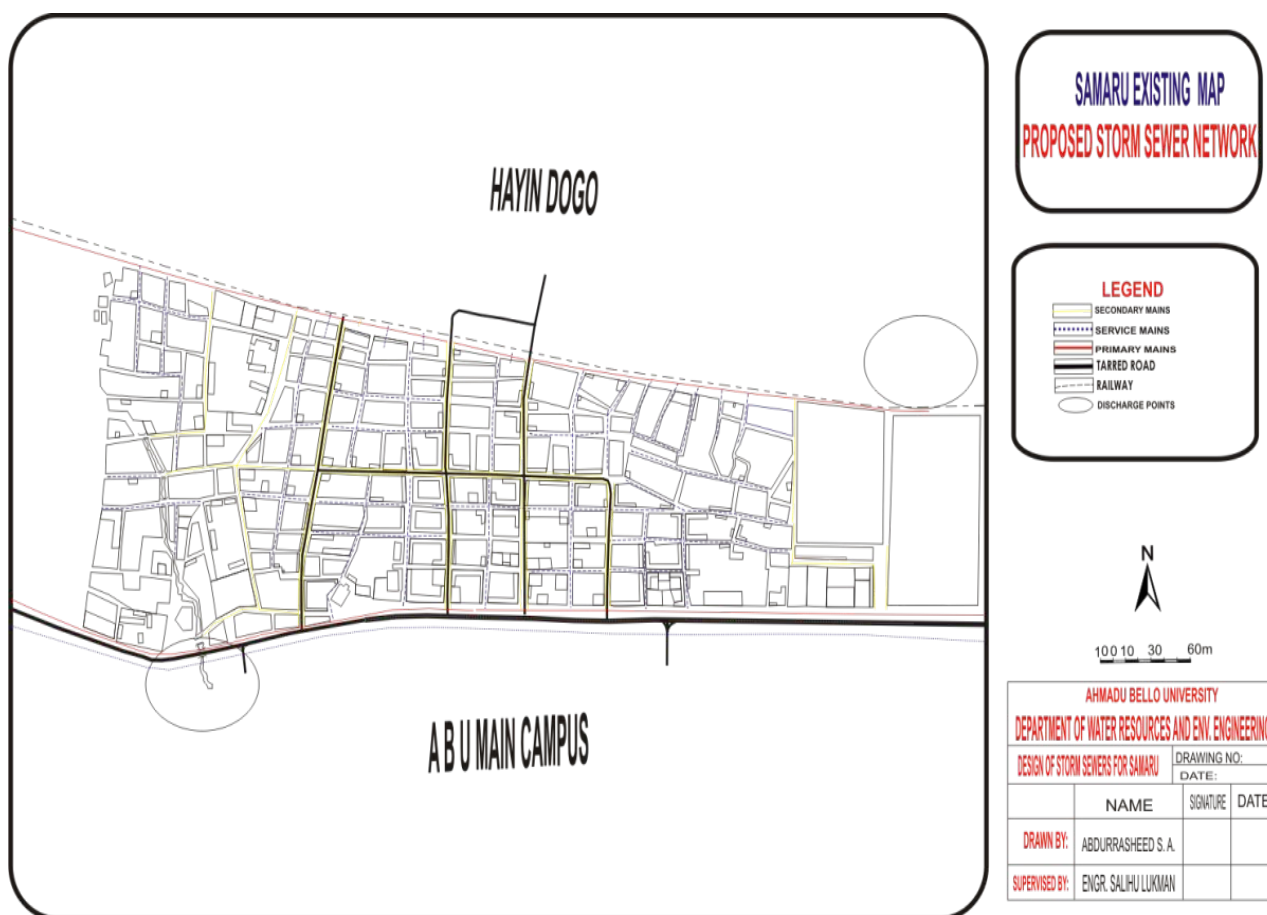 HAYIN DOGO
A B U MAIN CAMPUS
SAMARU EXISTING MAP
PROPOSED STORM SEWER NETWORK
LEGEND
SECONDARY MAINS
SERVICE MAINS
PRIMARY MAINS
TARRED ROAD
RAILWAY
DISCHARGE POINTS
N
10 0 10 30 60m
AHMADU BELLO UNIVERSITY
DEPARTMENT OF WATER RESOURCES AND ENV. ENGINEERING
DESIGN OF STORM SEWERS FOR SAMARU
DRAWING NO:
DATE:
NAME SIGNATURE DATE
DRAWN BY: ABDURRASHEED S. A.
SUPERVISED BY: ENGR. SALIHU LUKMAN